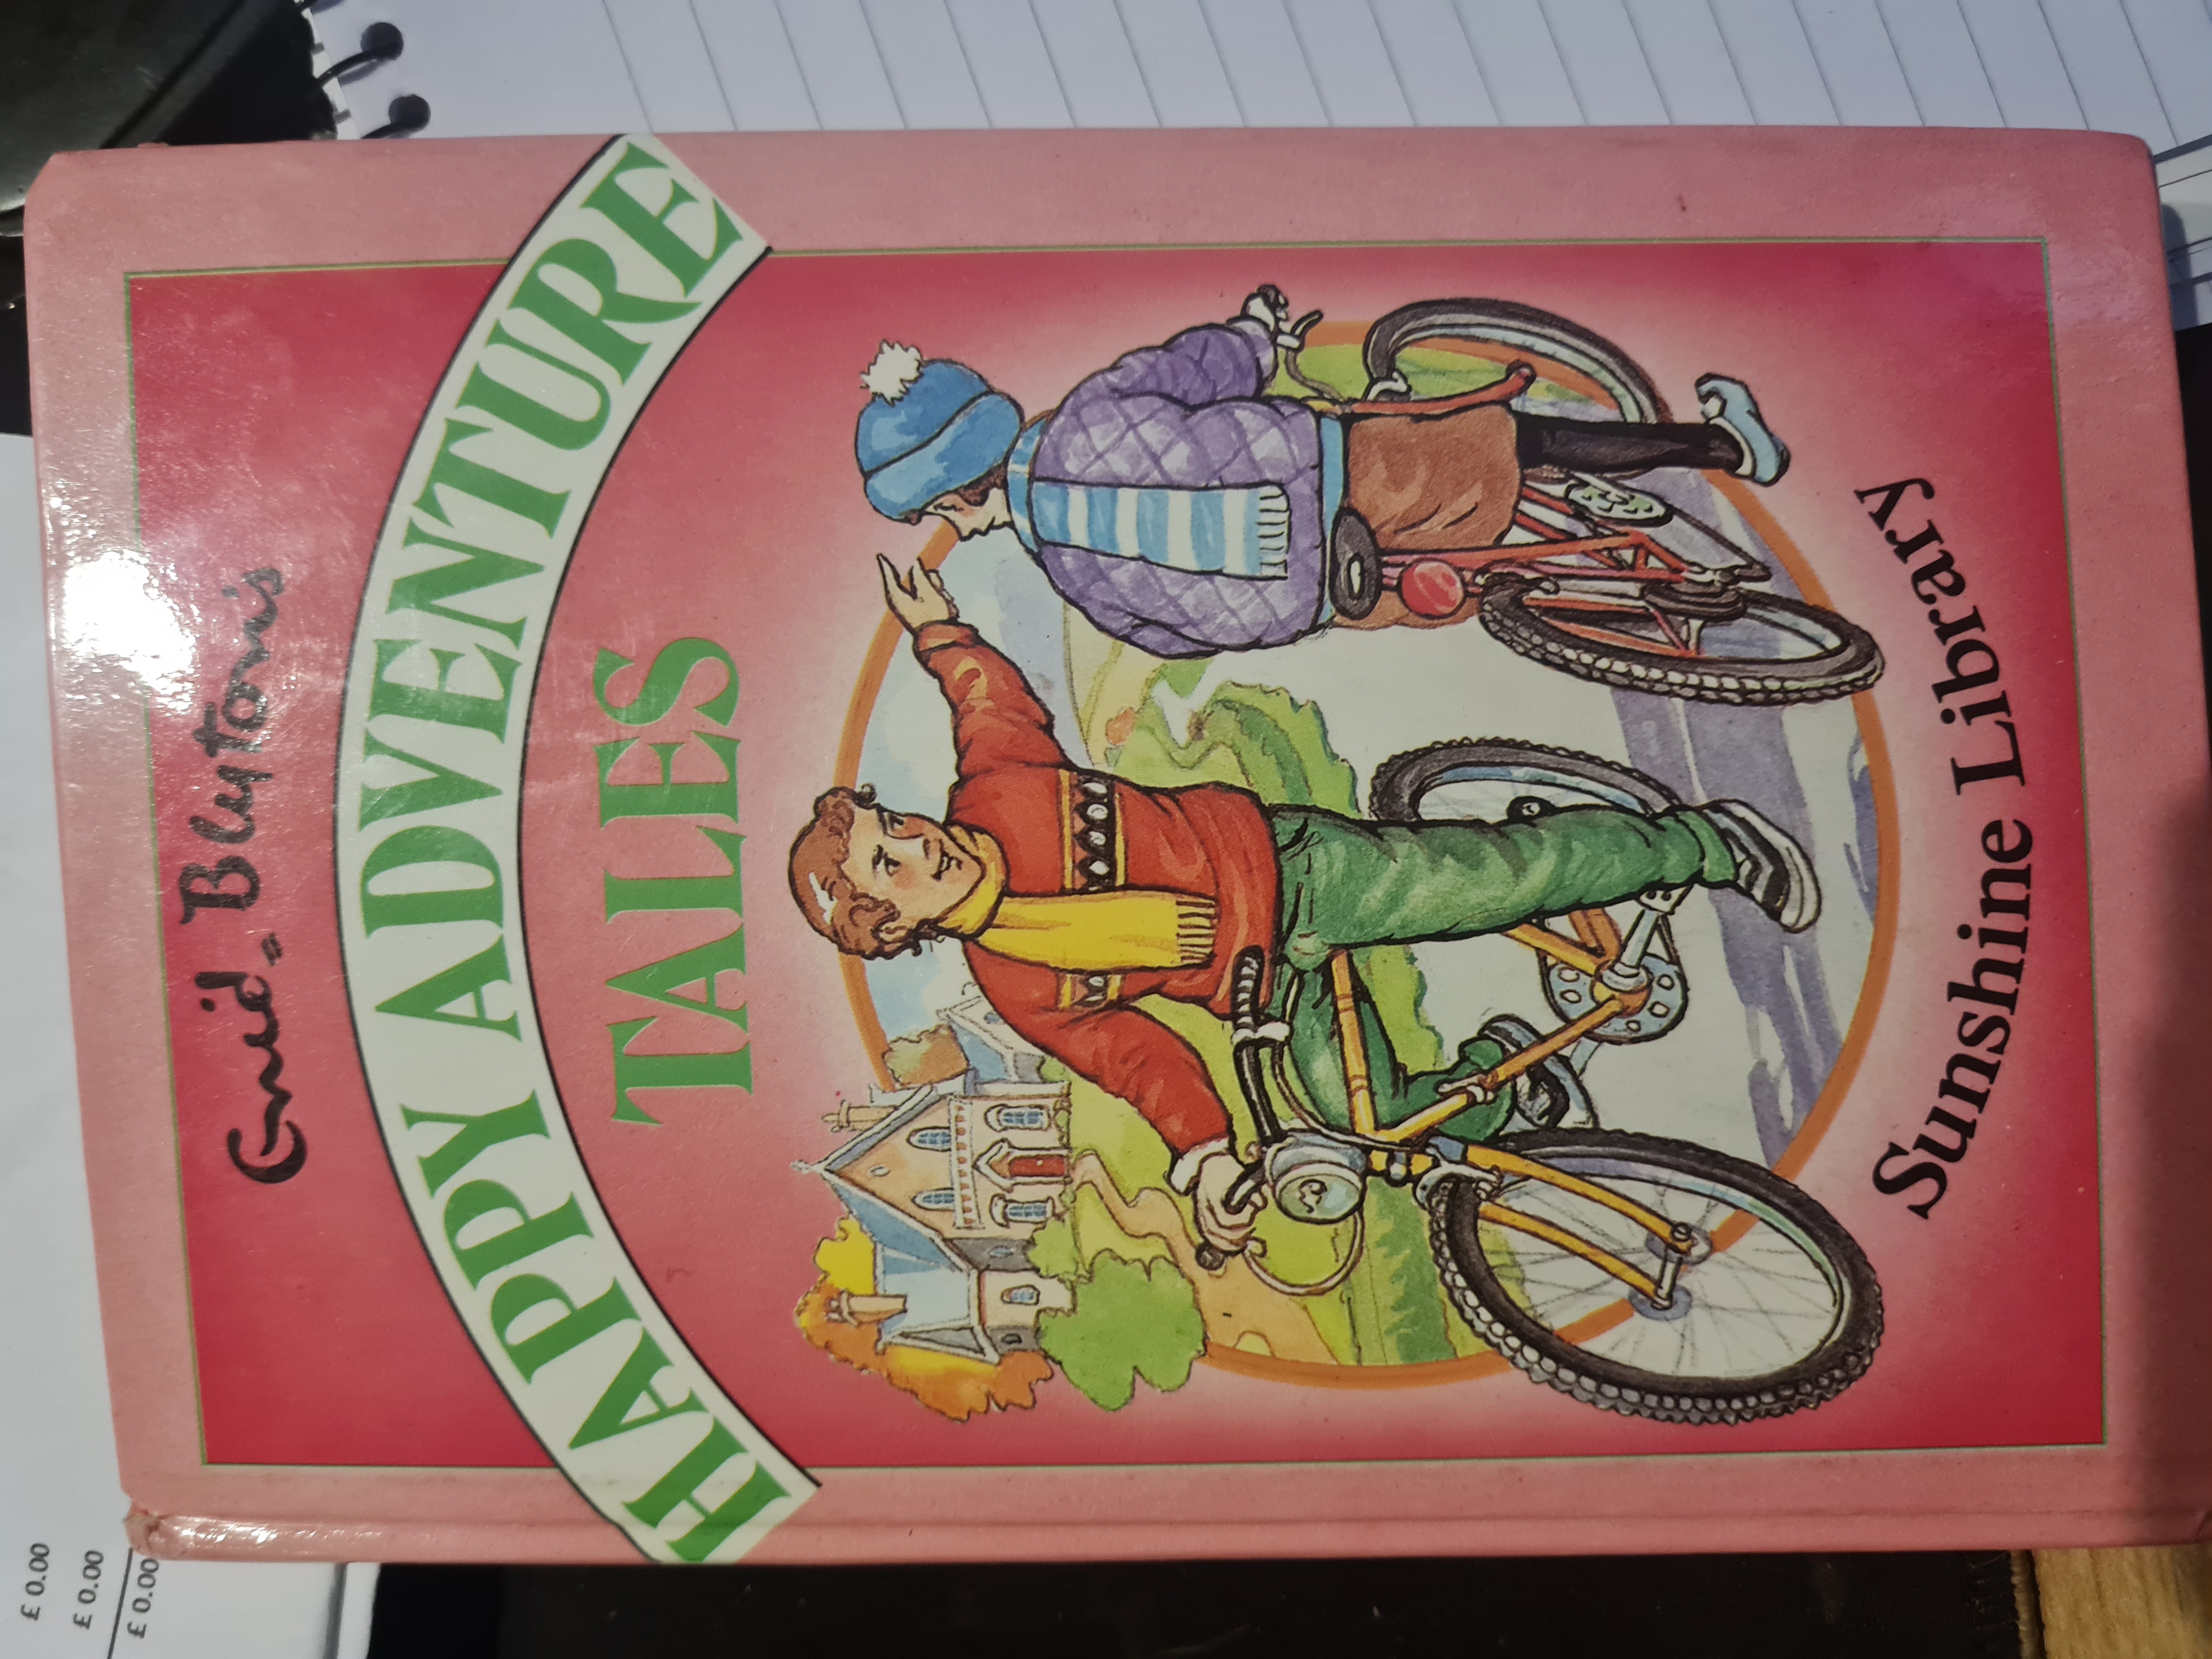 Enid Blyton's
HAPPY ADVENTURE
TALES
Sunshine Library
£ 0.00
£ 0.00
£ 0.00